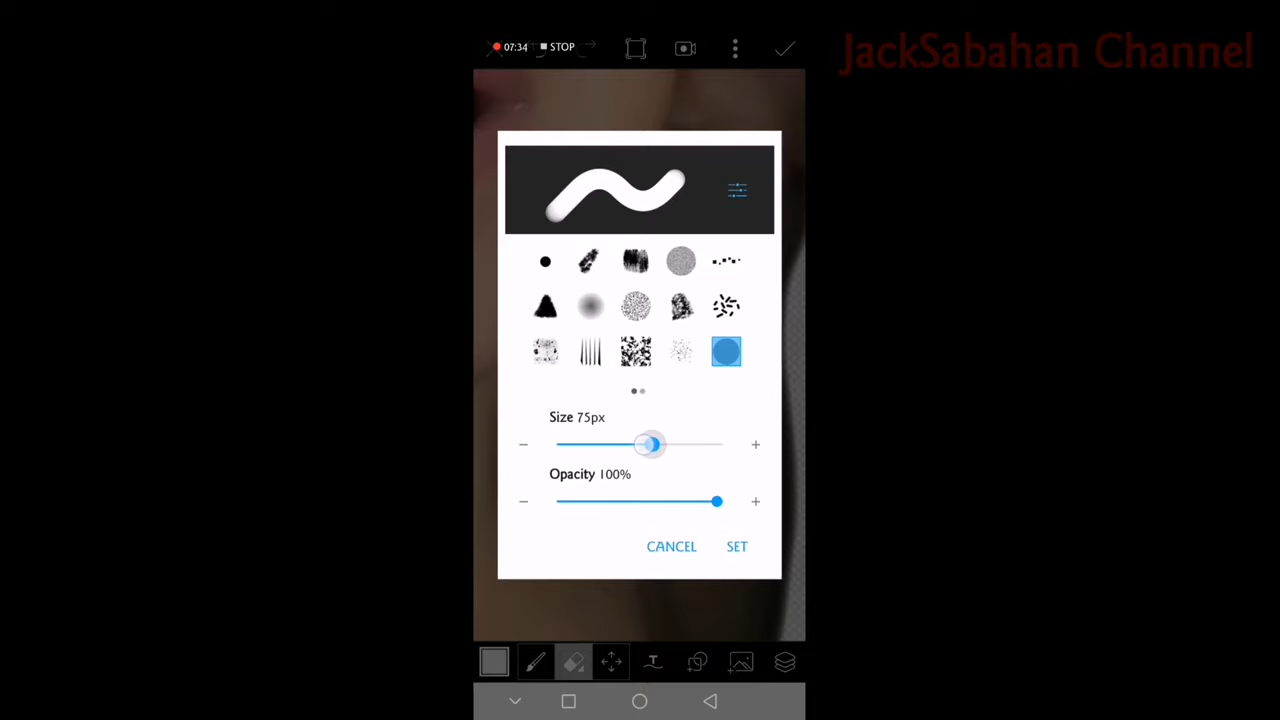 07:34 STOP
JackSabahan Channel
Size 75px
Opacity 100%
CANCEL SET
T